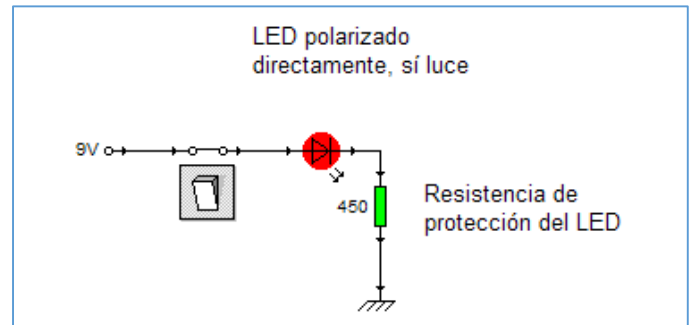 LED polarizado
directamente, sí luce
9V
450
Resistencia de
protección del LED